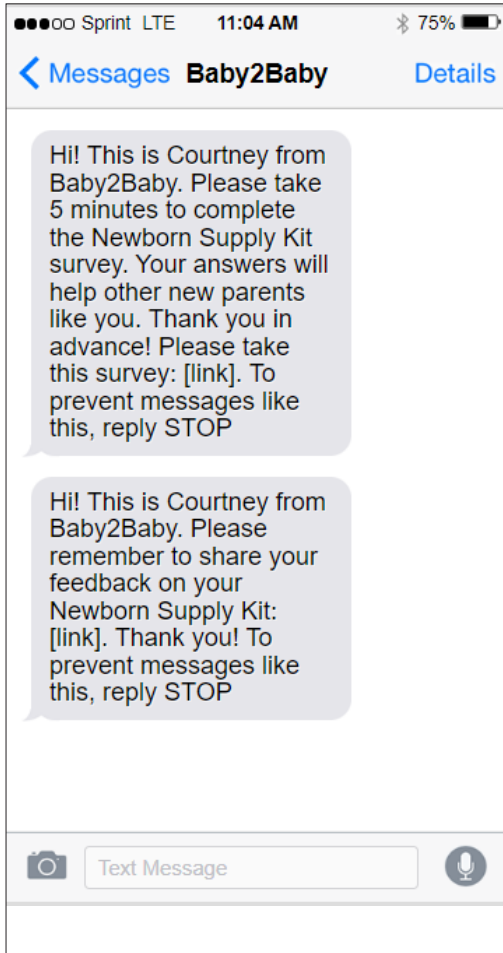 Sprint LTE 11:04 AM 75%
Messages Baby2Baby Details
Hi! This is Courtney from
Baby2Baby. Please take
5 minutes to complete
the Newborn Supply Kit
survey. Your answers will
help other new parents
like you. Thank you in
advance! Please take
this survey: [link]. To
prevent messages like
this, reply STOP
Hi! This is Courtney from
Baby2Baby. Please
remember to share your
feedback on your
Newborn Supply Kit:
[link]. Thank you! To
prevent messages like
this, reply STOP
Text Message